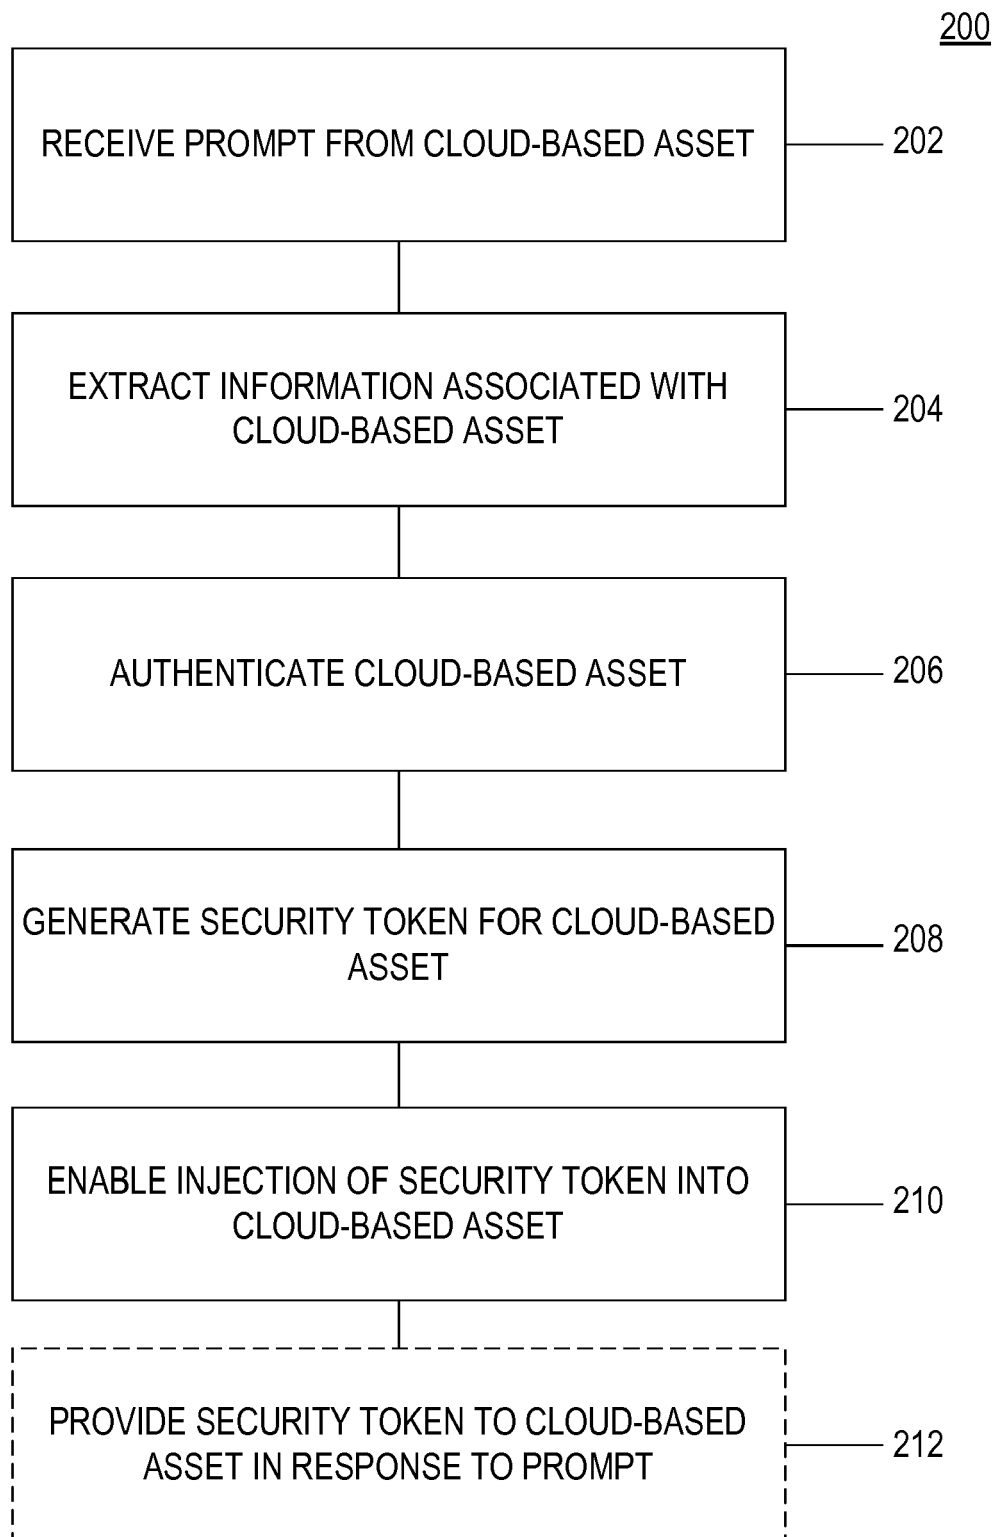 200
RECEIVE PROMPT FROM CLOUD-BASED ASSET
202
EXTRACT INFORMATION ASSOCIATED WITH
CLOUD-BASED ASSET
204
AUTHENTICATE CLOUD-BASED ASSET
206
GENERATE SECURITY TOKEN FOR CLOUD-BASED
ASSET
208
ENABLE INJECTION OF SECURITY TOKEN INTO
CLOUD-BASED ASSET
210
PROVIDE SECURITY TOKEN TO CLOUD-BASED
ASSET IN RESPONSE TO PROMPT
212